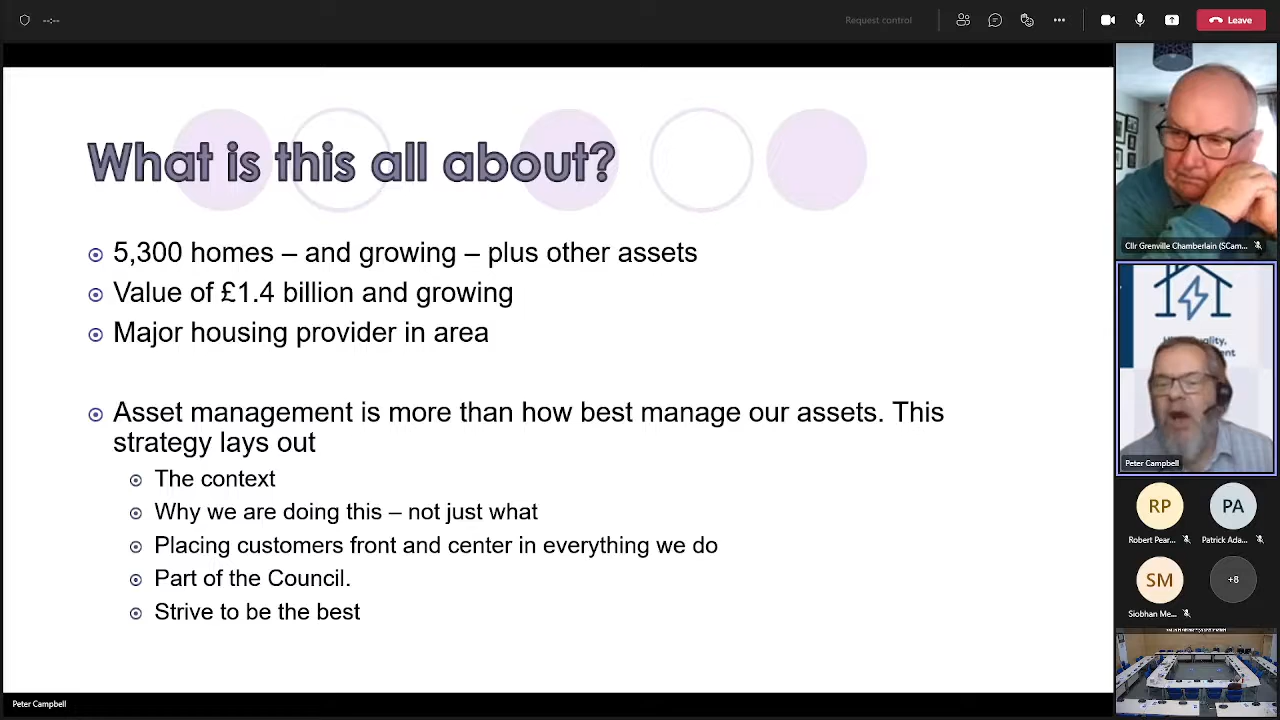 --:--
Request control
Leave
What is this all about?
5,300 homes – and growing – plus other assets
Value of £1.4 billion and growing
Major housing provider in area
Asset management is more than how best manage our assets. This
strategy lays out
The context
Why we are doing this – not just what
Placing customers front and center in everything we do
Part of the Council.
Strive to be the best
Peter Campbell
Cllr Grenville Chamberlain (SCam...
Peter Campbell
RP
PA
Robert Pear...
Patrick Ada...
SM
+8
Siobhan Me...